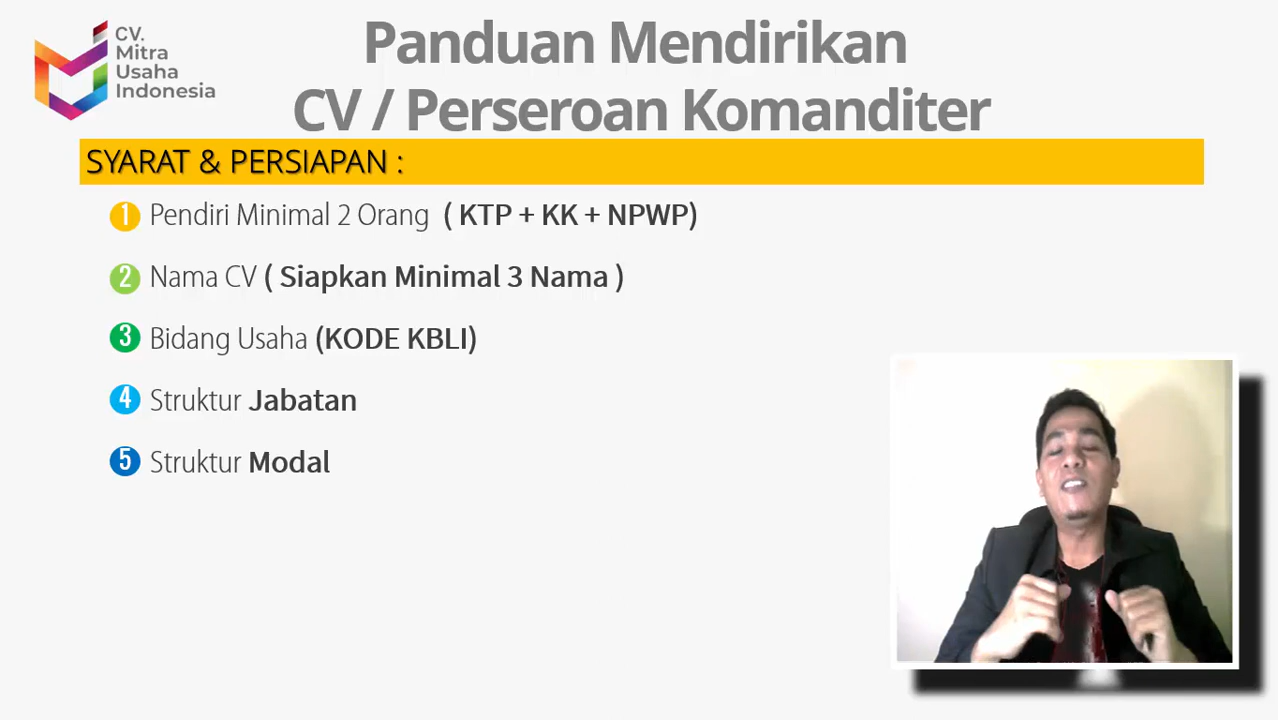 CV.
Mitra
Usaha
Indonesia
Panduan Mendirikan
CV / Perseroan Komanditer
SYARAT & PERSIAPAN :
1 Pendiri Minimal 2 Orang ( KTP + KK + NPWP)
2 Nama CV ( Siapkan Minimal 3 Nama )
3 Bidang Usaha (KODE KBLI)
4 Struktur Jabatan
5 Struktur Modal